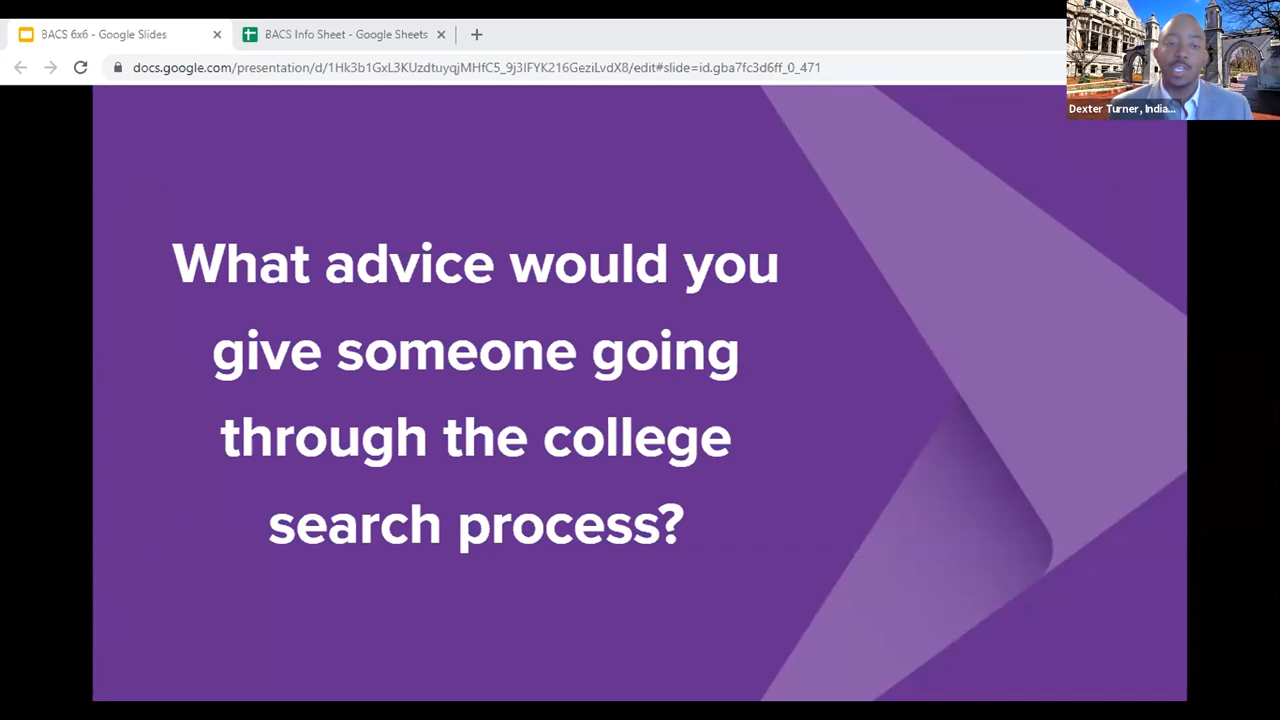 BACS 6x6 - Google Slides
BACS Info Sheet - Google Sheets
docs.google.com/presentation/d/1Hk3b1GxL3KUzdtuyqjMHfC5_9j3IFYK216GeziLvdX8/edit#slide=id.gba7fc3d6ff_0_471
Dexter Turner, India...
What advice would you
give someone going
through the college
search process?